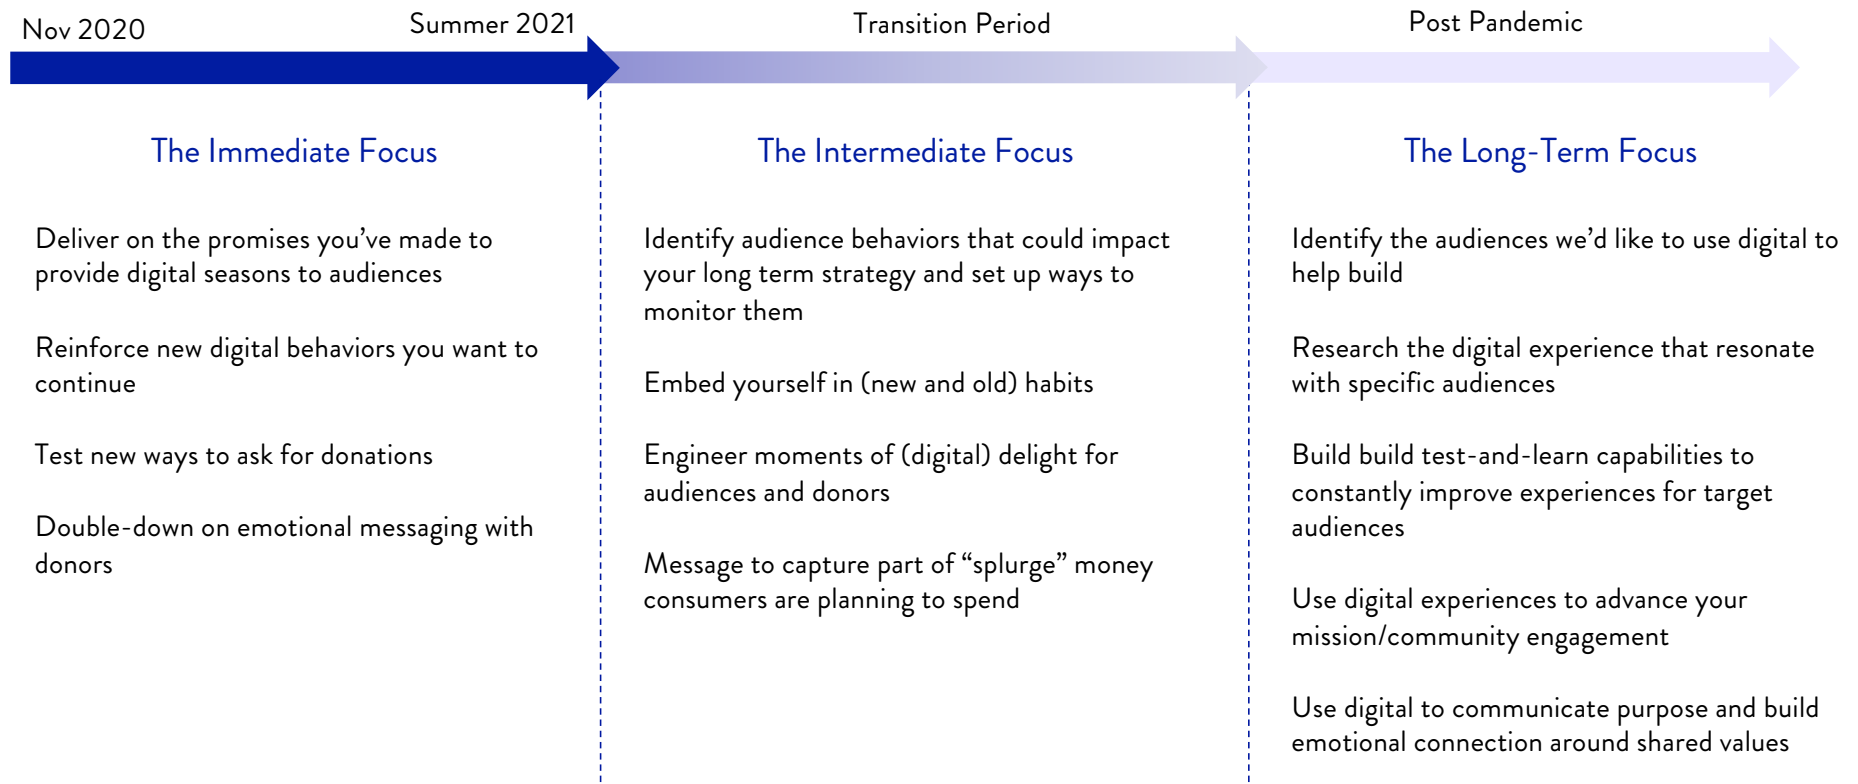 Nov 2020
Summer 2021
Transition Period
Post Pandemic
The Immediate Focus
Deliver on the promises you’ve made to
provide digital seasons to audiences
Reinforce new digital behaviors you want to
continue
Test new ways to ask for donations
Double-down on emotional messaging with
donors
The Intermediate Focus
Identify audience behaviors that could impact
your long term strategy and set up ways to
monitor them
Embed yourself in (new and old) habits
Engineer moments of (digital) delight for
audiences and donors
Message to capture part of “splurge” money
consumers are planning to spend
The Long-Term Focus
Identify the audiences we’d like to use digital to
help build
Research the digital experience that resonate
with specific audiences
Build build test-and-learn capabilities to
constantly improve experiences for target
audiences
Use digital experiences to advance your
mission/community engagement
Use digital to communicate purpose and build
emotional connection around shared values